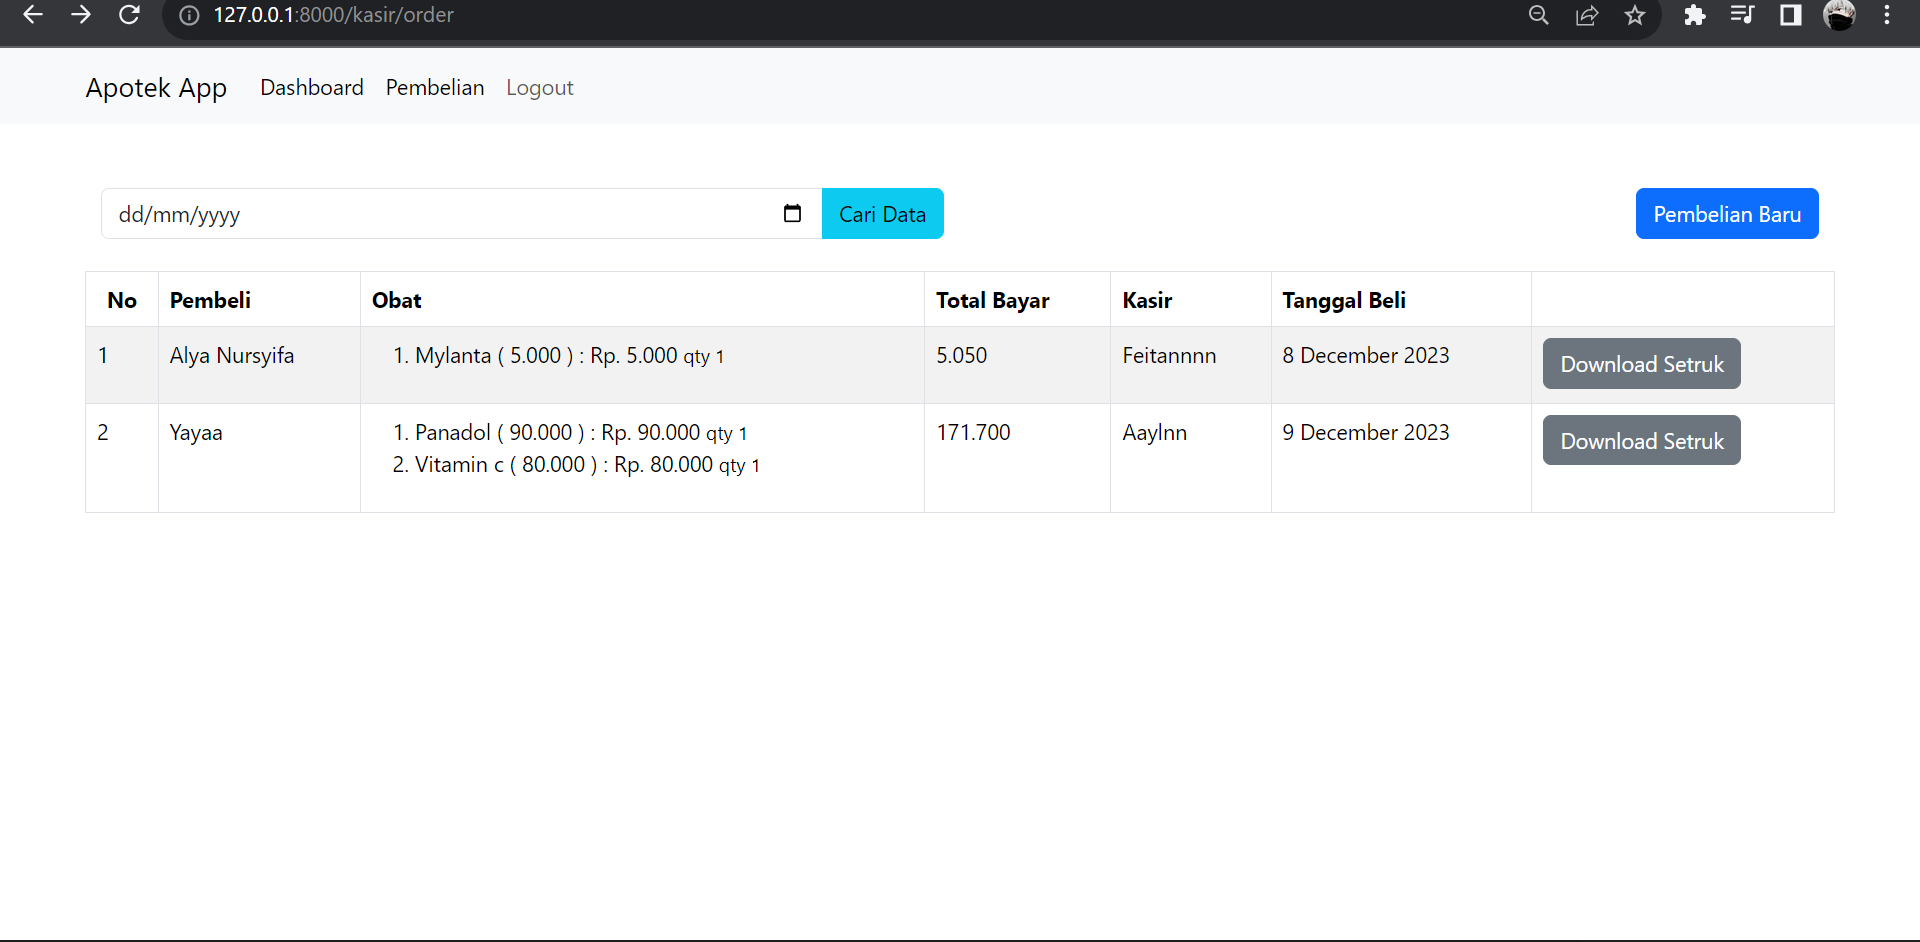 127.0.0.1:8000/kasir/order
Apotek App Dashboard Pembelian Logout
dd/mm/yyyy Cari Data Pembelian Baru
No Pembeli Obat Total Bayar Kasir Tanggal Beli
1 Alya Nursyifa 1. Mylanta ( 5.000 ) : Rp. 5.000 qty 1 5.050 Feitannnn 8 December 2023 Download Setruk
2 Yayaa 1. Panadol ( 90.000 ) : Rp. 90.000 qty 1 171.700 Aaylnn 9 December 2023 Download Setruk
2. Vitamin c ( 80.000 ) : Rp. 80.000 qty 1